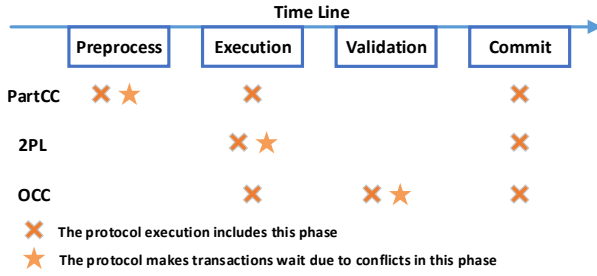 Time Line
Preprocess Execution Validation Commit
PartCC
2PL
OCC
The protocol execution includes this phase
The protocol makes transactions wait due to conflicts in this phase